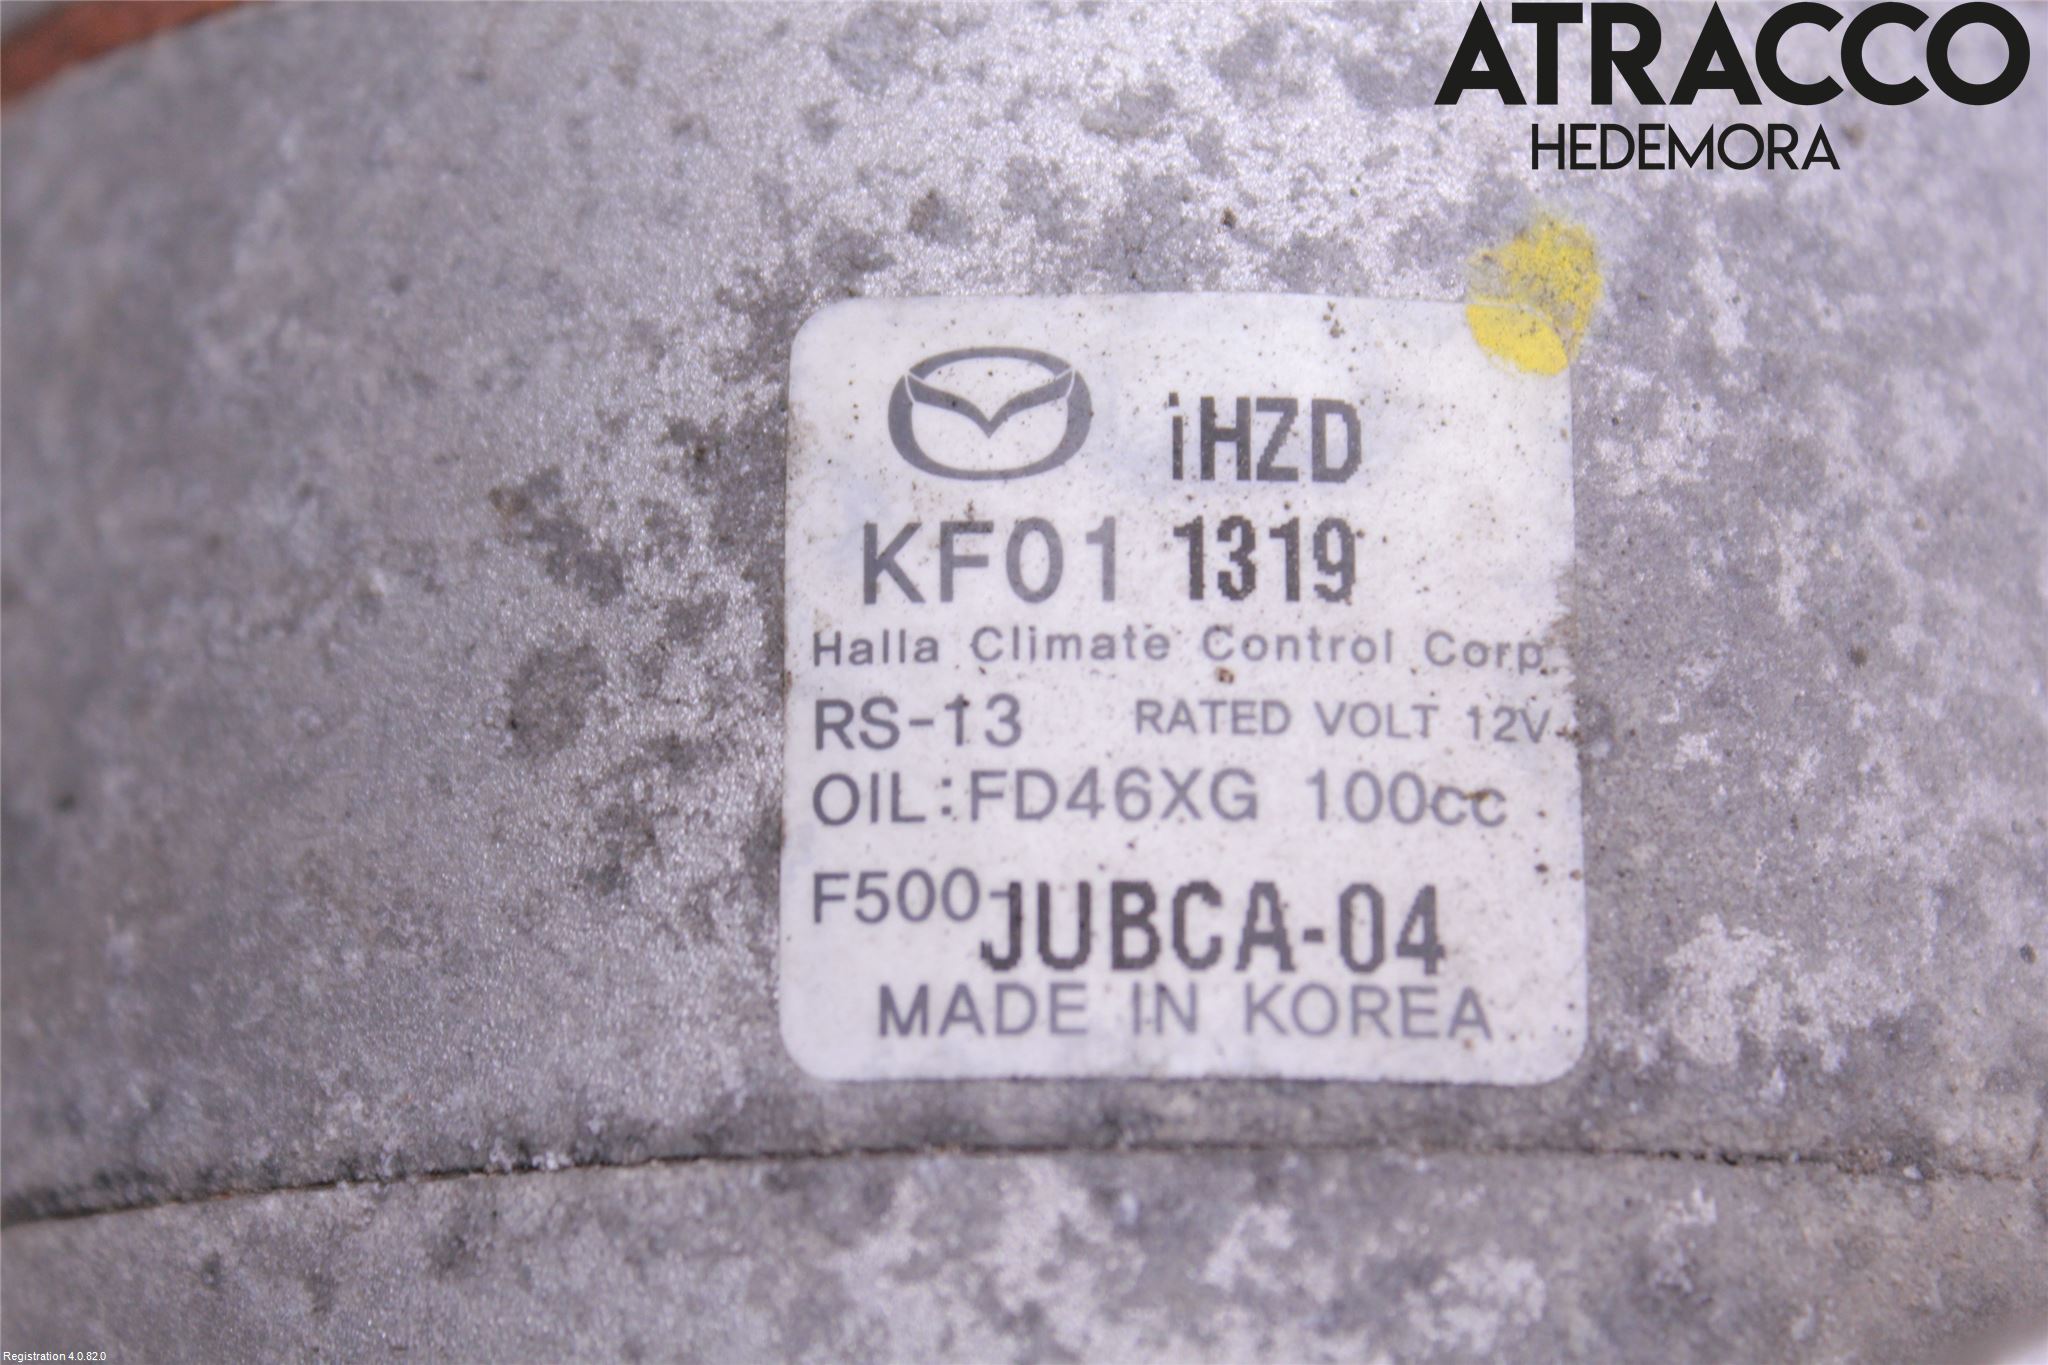 ATRACCO
HEDEMORA
iHZD
KF01 1319
Halla Climate Control Corp.
RS-13 RATED VOLT 12V
OIL:FD46XG 100cc
F500-JUBCA-04
MADE IN KOREA
Registration 4.0.82.0